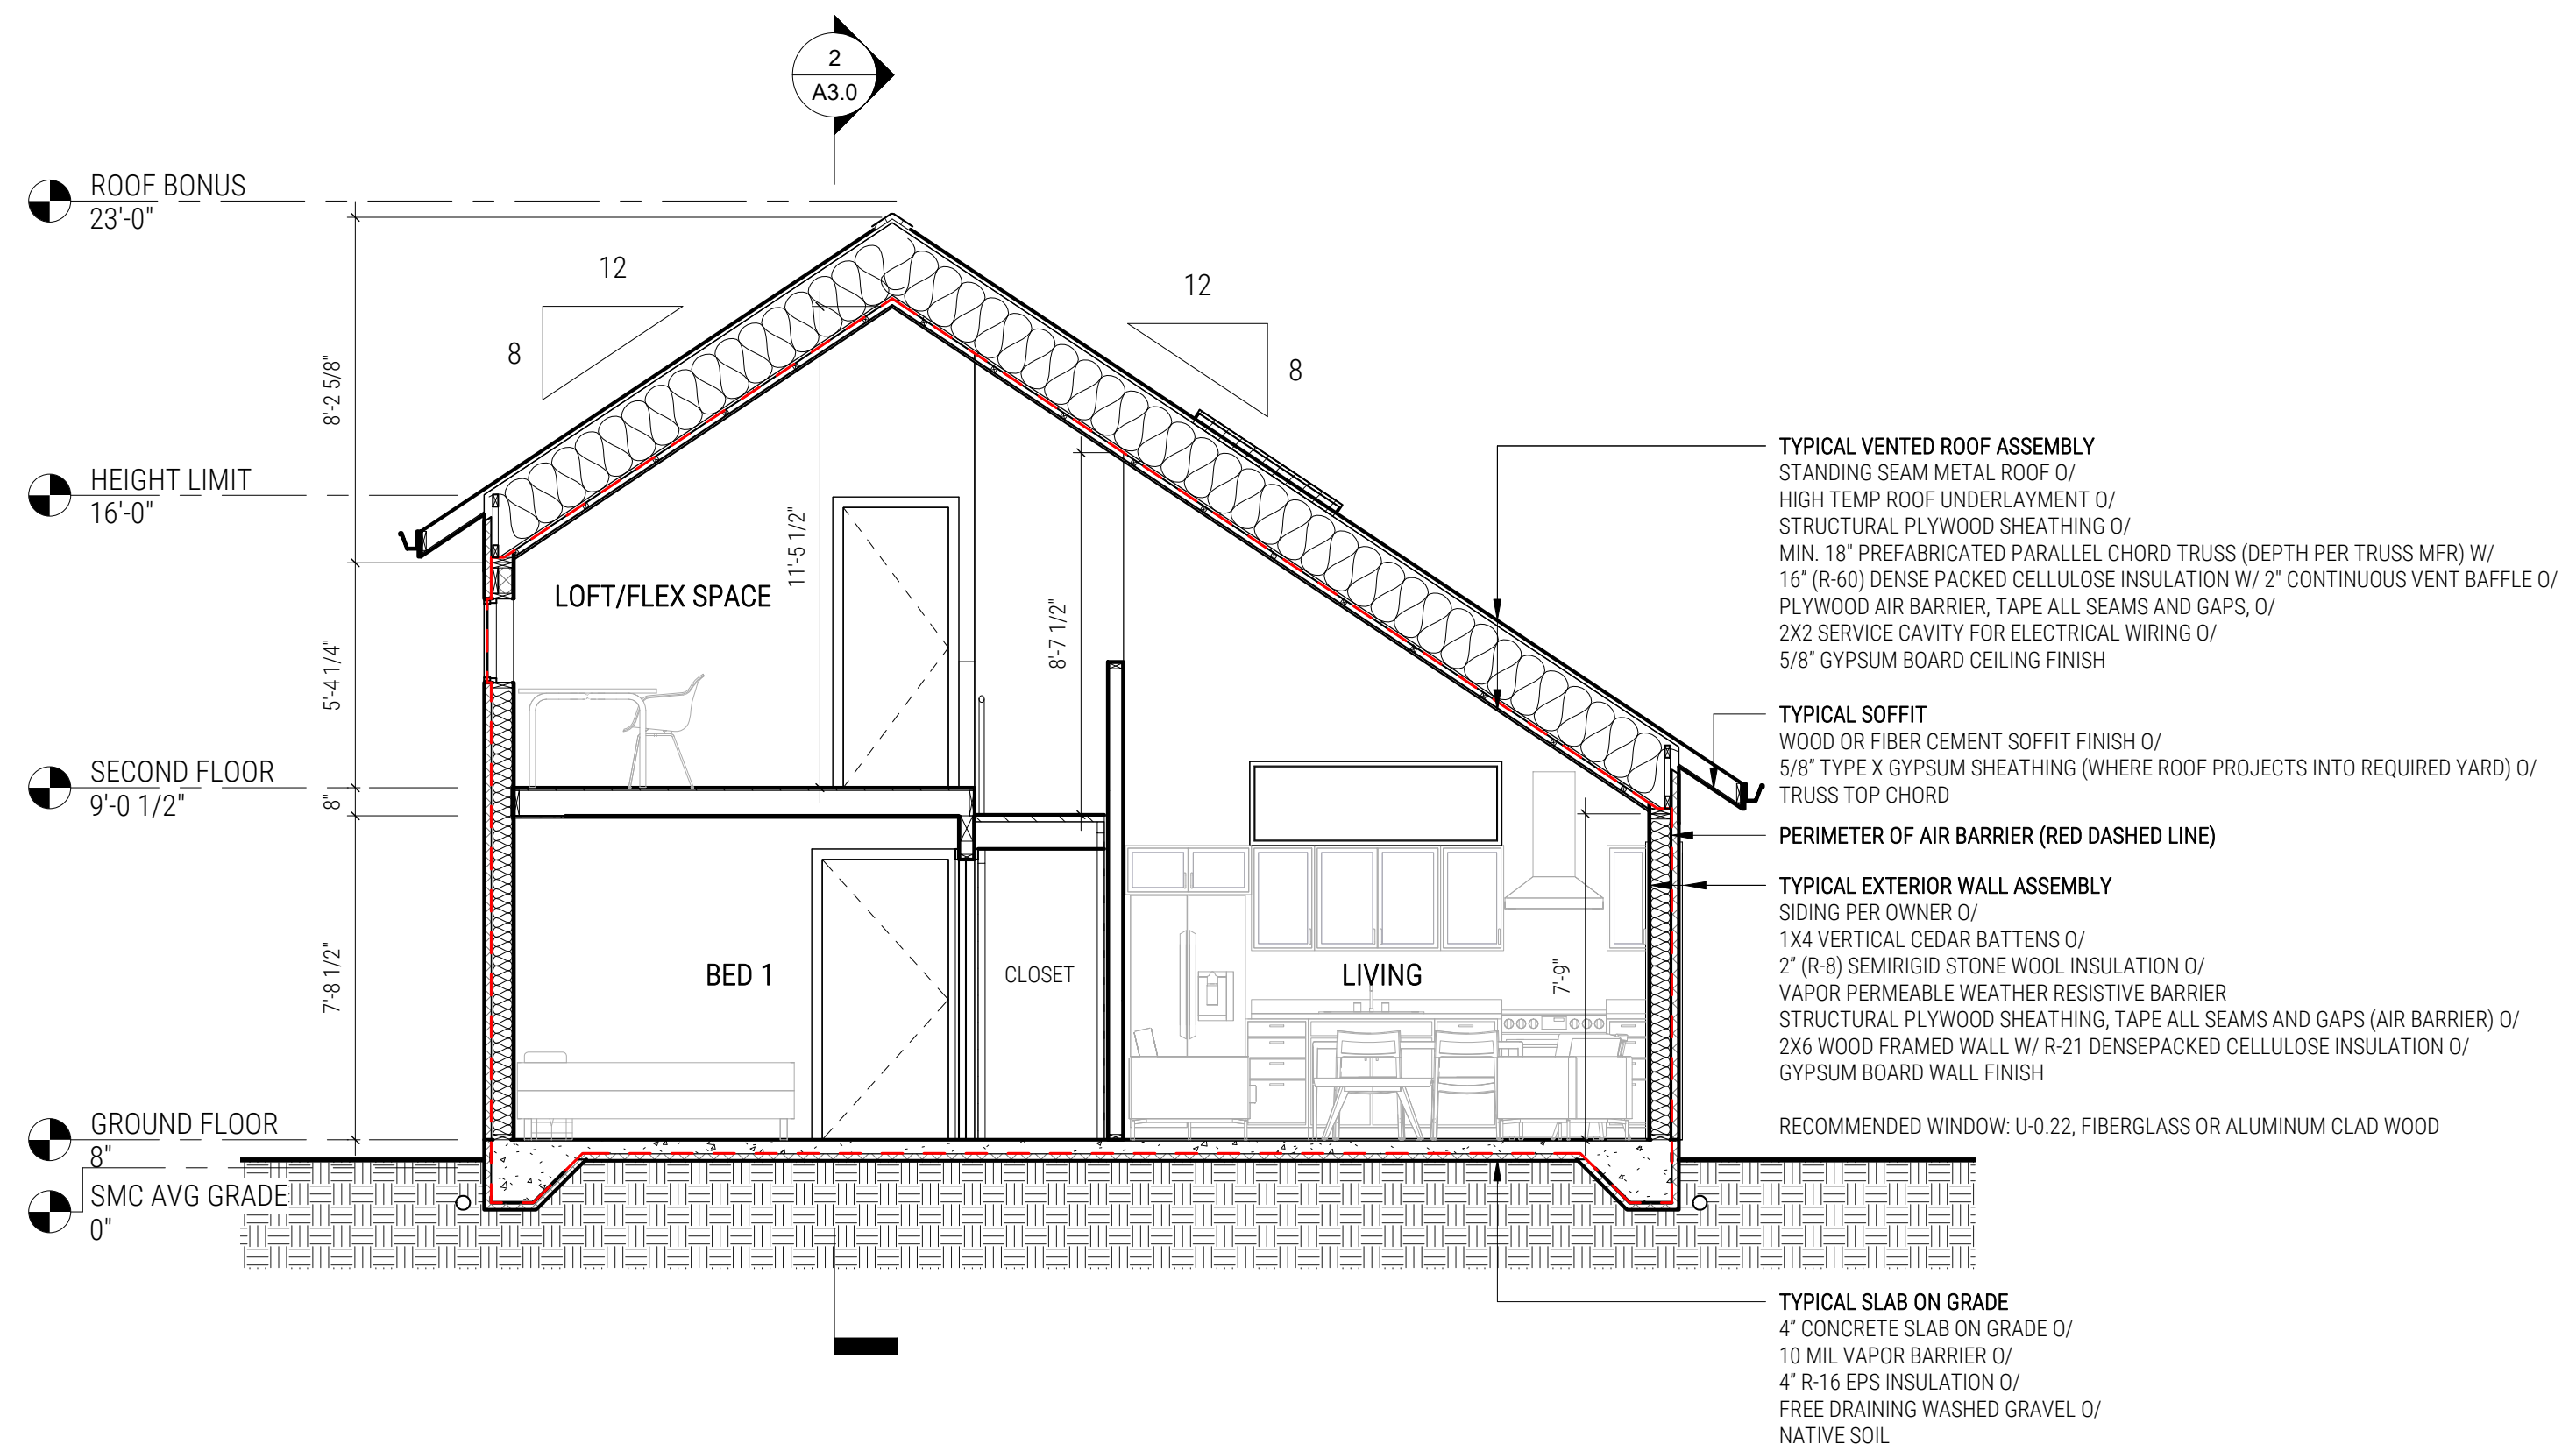 2
A3.0
ROOF BONUS
23'-0"
12
12
8
8
8'-2 5/8"
HEIGHT LIMIT
16'-0"
11'-5 1/2"
LOFT/FLEX SPACE
8'-7 1/2"
5'-4 1/4"
SECOND FLOOR
9'-0 1/2"
8"
BED 1
CLOSET
LIVING
7'-8 1/2"
7'-9"
GROUND FLOOR
8"
SMC AVG GRADE
0"
TYPICAL VENTED ROOF ASSEMBLY
STANDING SEAM METAL ROOF O/
HIGH TEMP ROOF UNDERLAYMENT O/
STRUCTURAL PLYWOOD SHEATHING O/
MIN. 18" PREFABRICATED PARALLEL CHORD TRUSS (DEPTH PER TRUSS MFR) W/
16" (R-60) DENSE PACKED CELLULOSE INSULATION W/ 2" CONTINUOUS VENT BAFFLE O/
PLYWOOD AIR BARRIER, TAPE ALL SEAMS AND GAPS, O/
2X2 SERVICE CAVITY FOR ELECTRICAL WIRING O/
5/8" GYPSUM BOARD CEILING FINISH
TYPICAL SOFFIT
WOOD OR FIBER CEMENT SOFFIT FINISH O/
5/8" TYPE X GYPSUM SHEATHING (WHERE ROOF PROJECTS INTO REQUIRED YARD) O/
TRUSS TOP CHORD
PERIMETER OF AIR BARRIER (RED DASHED LINE)
TYPICAL EXTERIOR WALL ASSEMBLY
SIDING PER OWNER O/
1X4 VERTICAL CEDAR BATTENS O/
2" (R-8) SEMIRIGID STONE WOOL INSULATION O/
VAPOR PERMEABLE WEATHER RESISTIVE BARRIER
STRUCTURAL PLYWOOD SHEATHING, TAPE ALL SEAMS AND GAPS (AIR BARRIER) O/
2X6 WOOD FRAMED WALL W/ R-21 DENSEPACKED CELLULOSE INSULATION O/
GYPSUM BOARD WALL FINISH
RECOMMENDED WINDOW: U-0.22, FIBERGLASS OR ALUMINUM CLAD WOOD
TYPICAL SLAB ON GRADE
4" CONCRETE SLAB ON GRADE O/
10 MIL VAPOR BARRIER O/
4" R-16 EPS INSULATION O/
FREE DRAINING WASHED GRAVEL O/
NATIVE SOIL